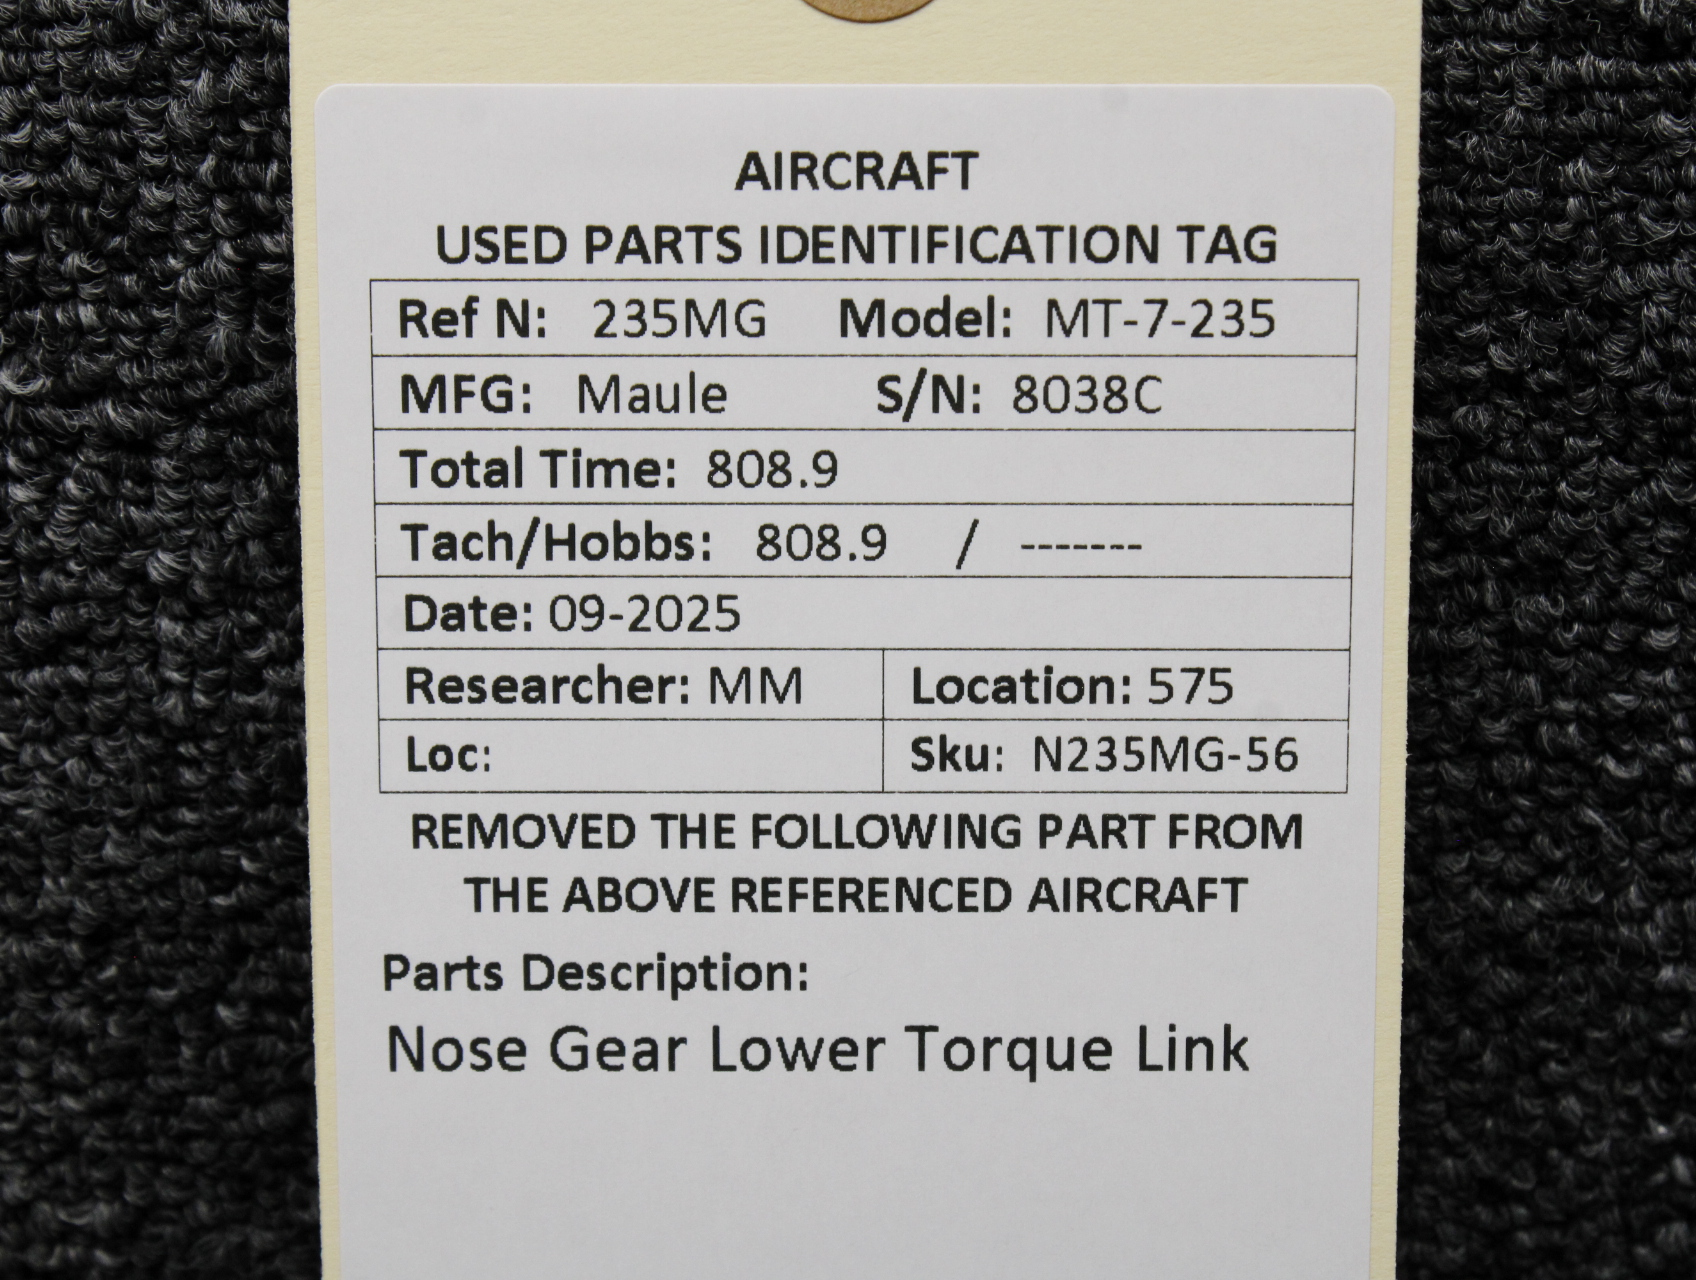 AIRCRAFT
USED PARTS IDENTIFICATION TAG
Ref N: 235MG Model: MT-7-235
MFG: Maule S/N: 8038C
Total Time: 808.9
Tach/Hobbs: 808.9 / -------
Date: 09-2025
Researcher: MM Location: 575
Loc: Sku: N235MG-56
REMOVED THE FOLLOWING PART FROM
THE ABOVE REFERENCED AIRCRAFT
Parts Description:
Nose Gear Lower Torque Link